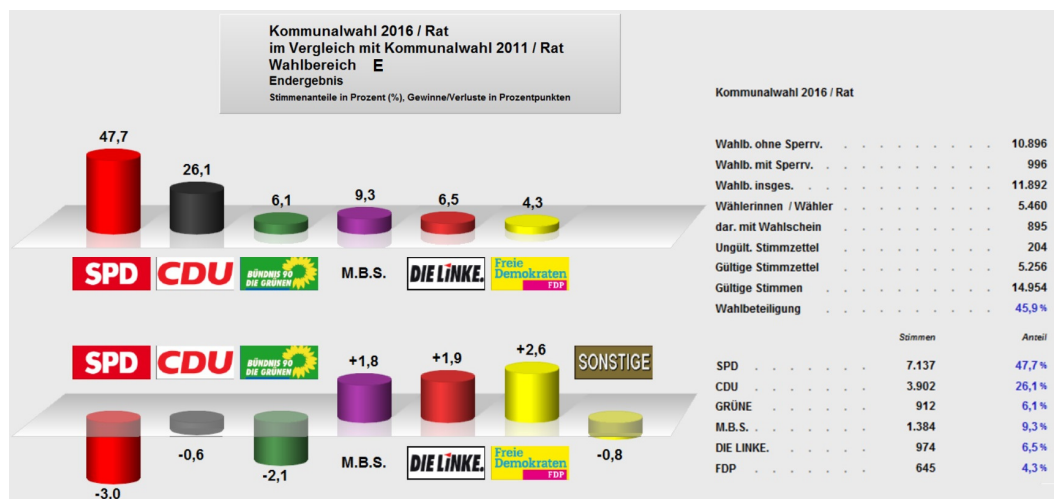 Kommunalwahl 2016 / Rat
im Vergleich mit Kommunalwahl 2011 / Rat
Wahlbereich E
Endergebnis
Stimmenanteile in Prozent (%), Gewinne/Verluste in Prozentpunkten
47,7
26,1
6,1
9,3
6,5
4,3
SPD
CDU
BÜNDNIS 90
DIE GRÜNEN
M.B.S.
DIE LINKE.
Freie
Demokraten
FDP
SPD
CDU
BÜNDNIS 90
DIE GRÜNEN
+1,8
+1,9
+2,6
SONSTIGE
-3,0
-0,6
-2,1
M.B.S.
DIE LINKE.
Freie
Demokraten
FDP
-0,8
Kommunalwahl 2016 / Rat
Wahlb. ohne Sperrv. . . . . . . . . 10.896
Wahlb. mit Sperrv. . . . . . . . . 996
Wahlb. insges. . . . . . . . . . 11.892
Wählerinnen / Wähler . . . . . . . . 5.460
dar. mit Wahlschein . . . . . . . . 895
Ungült. Stimmzettel . . . . . . . . 204
Gültige Stimmzettel . . . . . . . . 5.256
Gültige Stimmen . . . . . . . . . 14.954
Wahlbeteiligung . . . . . . . . . 45,9 %
Stimmen Anteil
SPD . . . . . . 7.137 47,7 %
CDU . . . . . . 3.902 26,1 %
GRÜNE . . . . . 912 6,1 %
M.B.S. . . . . . . 1.384 9,3 %
DIE LINKE. . . . . . 974 6,5 %
FDP . . . . . . 645 4,3 %